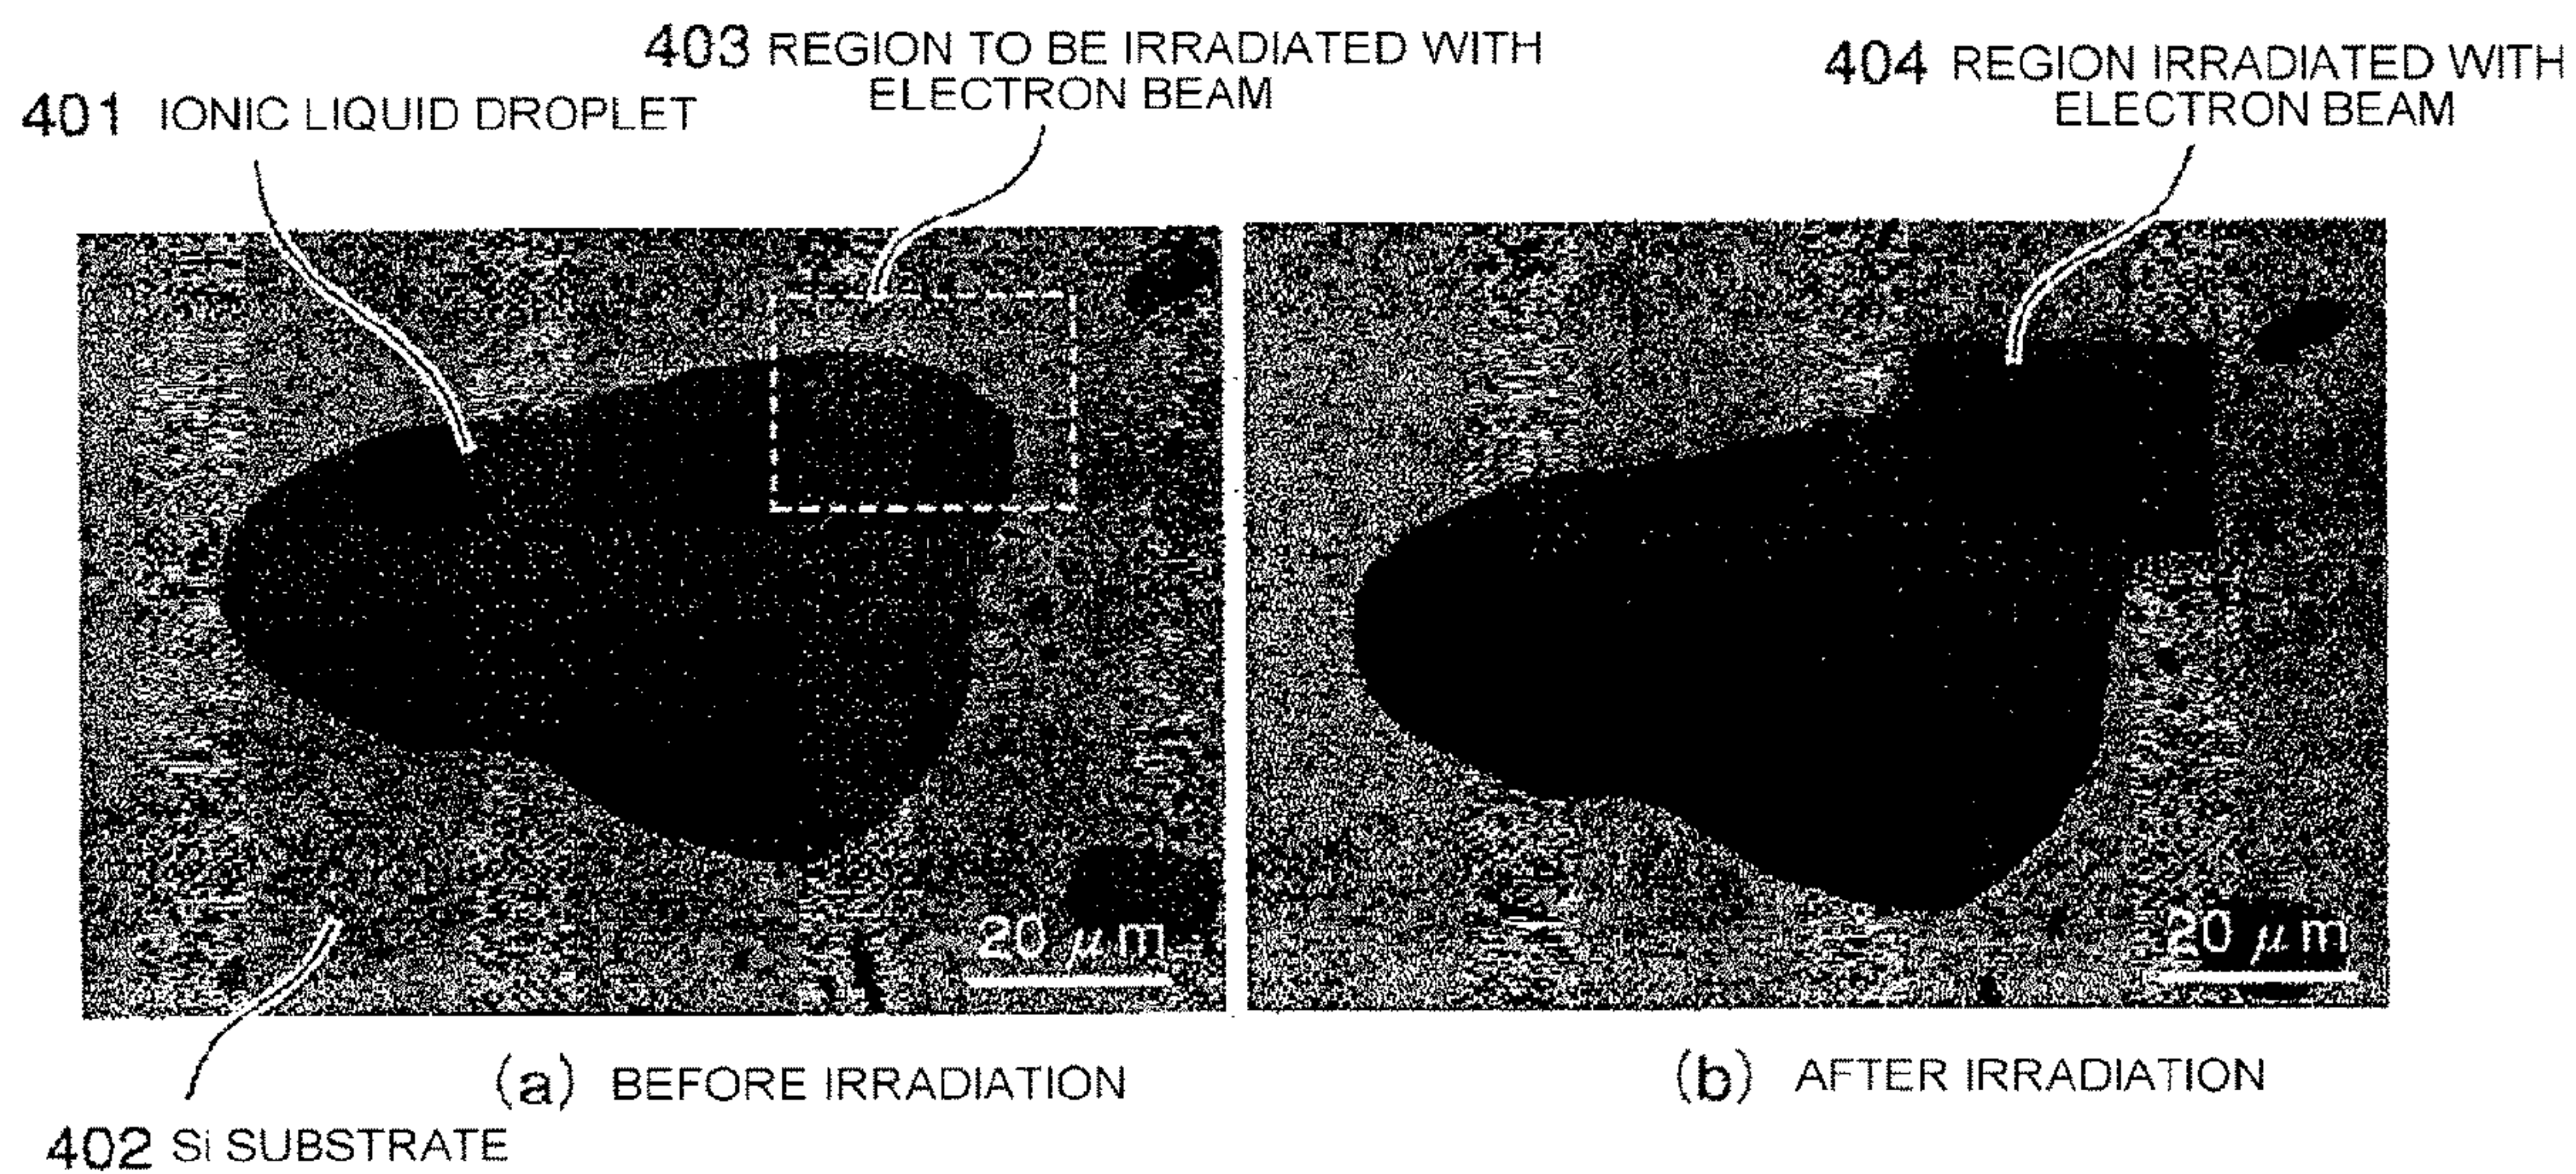 403 REGION TO BE IRRADIATED WITH
ELECTRON BEAM
404 REGION IRRADIATED WITH
ELECTRON BEAM
401 IONIC LIQUID DROPLET
20 μm
20 μm
(a) BEFORE IRRADIATION
(b) AFTER IRRADIATION
402 Si SUBSTRATE